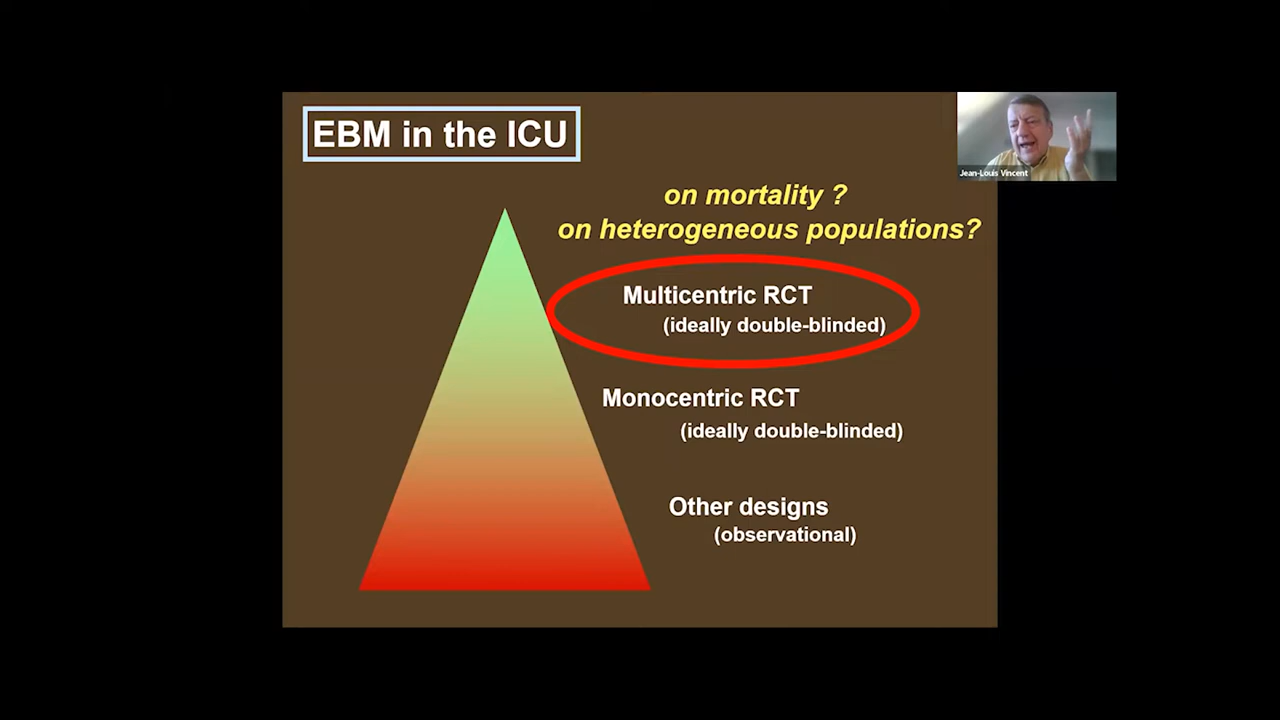 EBM in the ICU
Jean-Louis Vincent
on mortality ?
on heterogeneous populations?
Multicentric RCT
(ideally double-blinded)
Monocentric RCT
(ideally double-blinded)
Other designs
(observational)